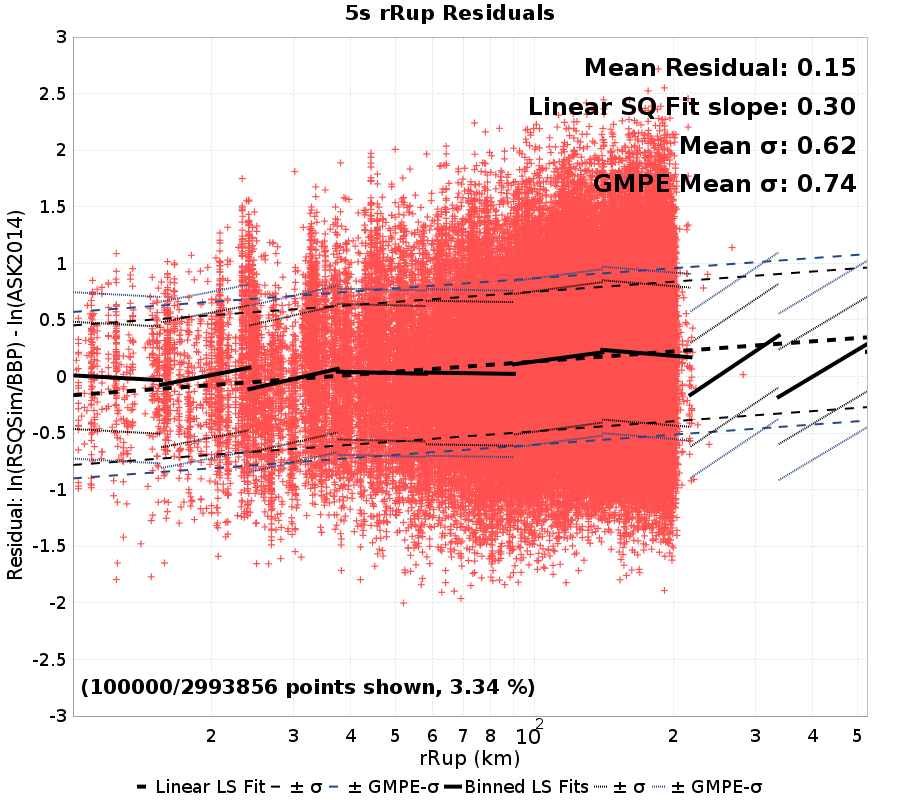 5s rRup Residuals
Mean Residual: 0.15
Linear SQ Fit slope: 0.30
Mean σ: 0.62
GMPE Mean σ: 0.74
3
2.5
2
1.5
1
0.5
0
-0.5
-1
-1.5
-2
-2.5
-3
Residual: ln(RSQSim/BBP) - ln(ASK2014)
(100000/2993856 points shown, 3.34 %)
2 3 4 5 6 7 8 10² 2 3 4 5
rRup (km)
Linear LS Fit ± σ ± GMPE-σ Binned LS Fits ± σ ± GMPE-σ